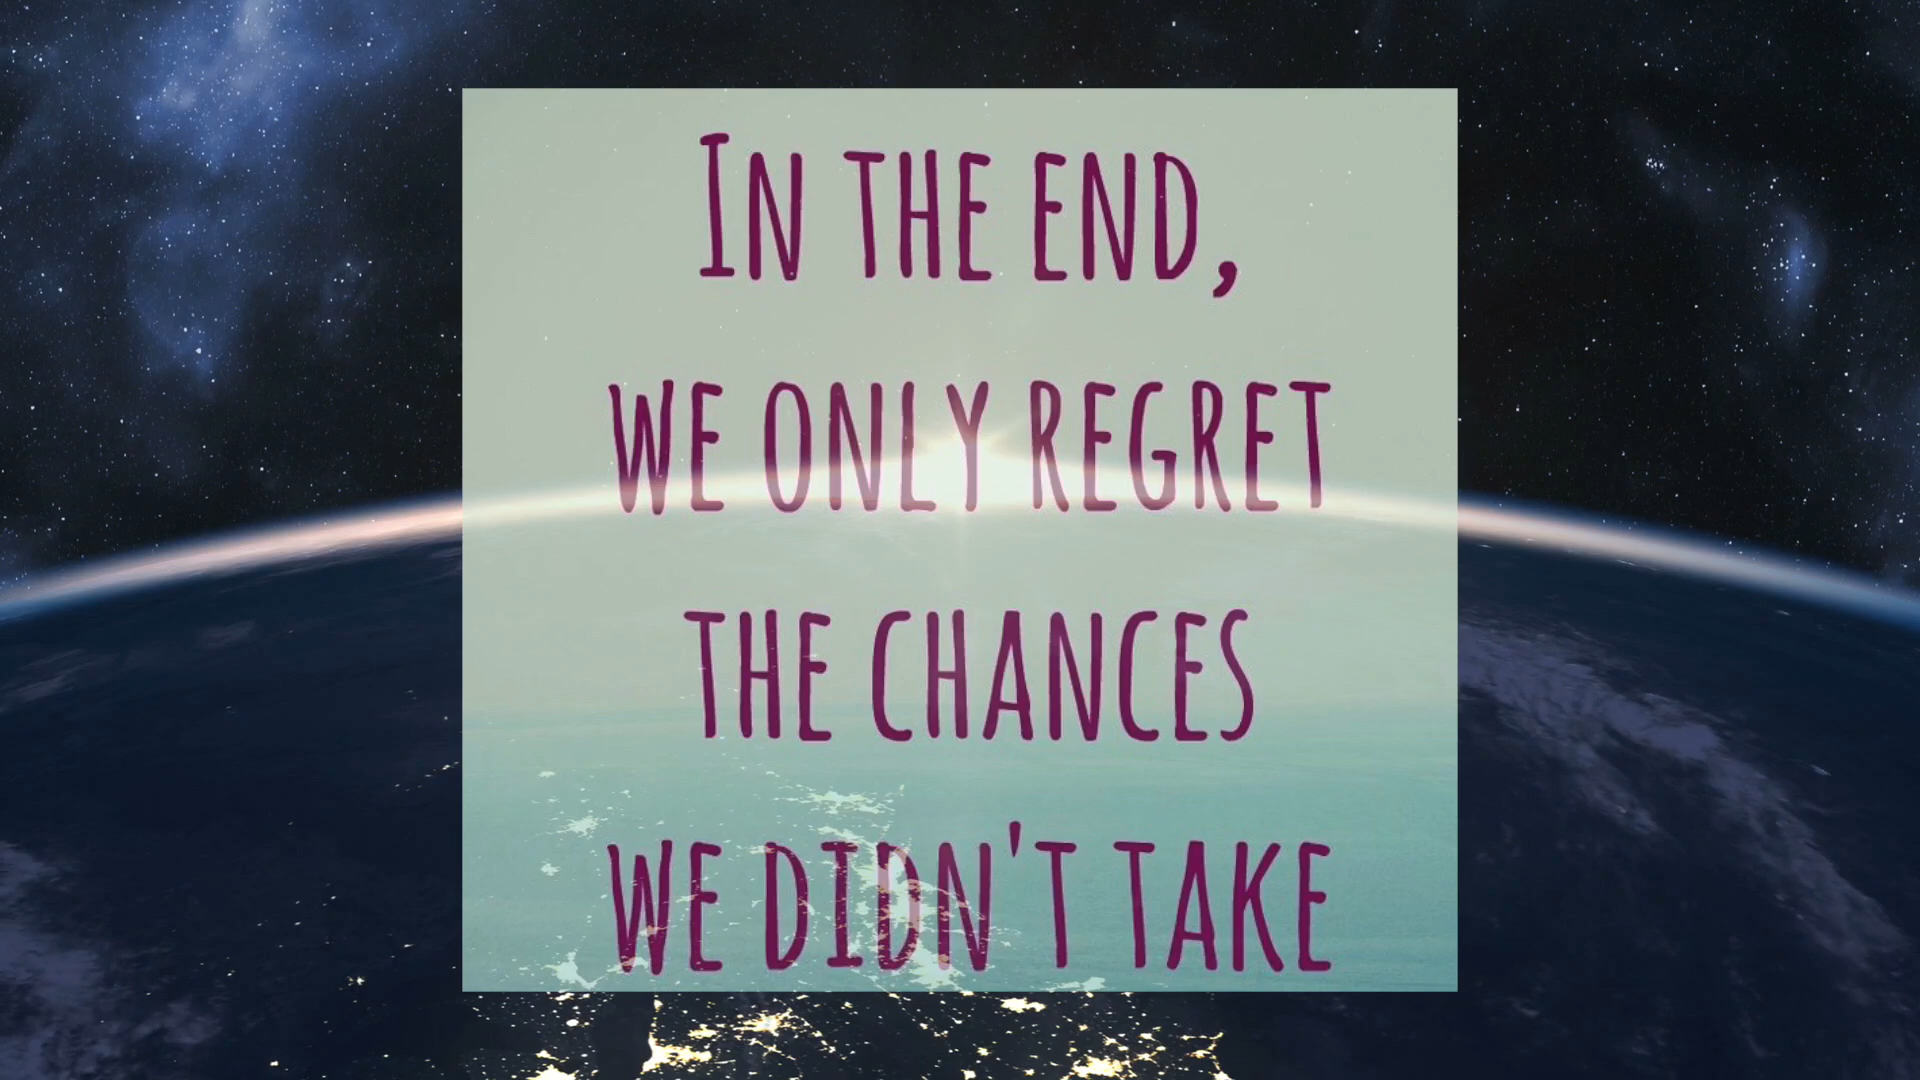 In the end,
we only regret
the chances
we didn't take